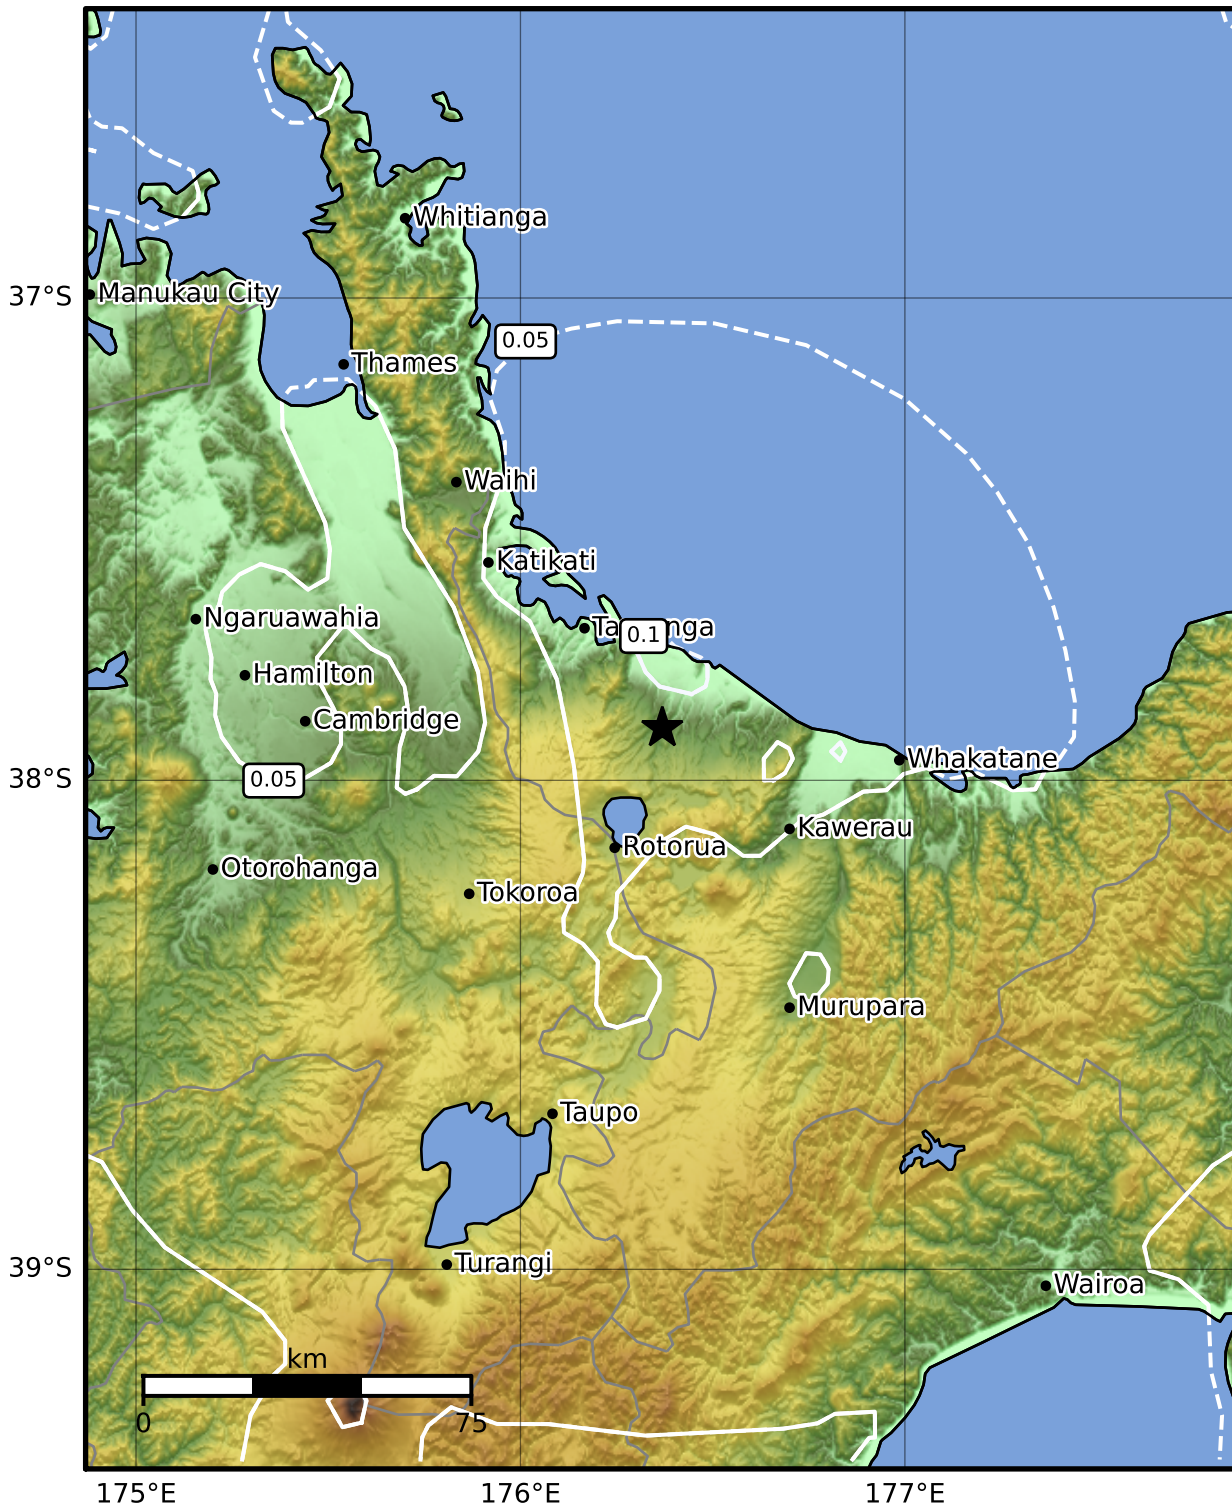 Whitianga
Manukau City
37°S
0.05
Thames
Waihi
Katikati
Ngaruawahia
0.1
Hamilton
Cambridge
Whakatane
38°S
0.05
Kawerau
Rotorua
Otorohanga
Tokoroa
Murupara
Taupo
Turangi
39°S
Wairoa
km
0
75
175°E
176°E
177°E